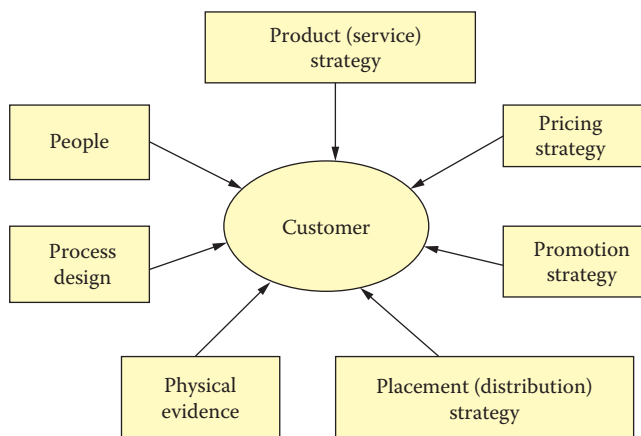 Product (service)
strategy
People
Pricing
strategy
Customer
Process
design
Promotion
strategy
Physical
evidence
Placement (distribution)
strategy